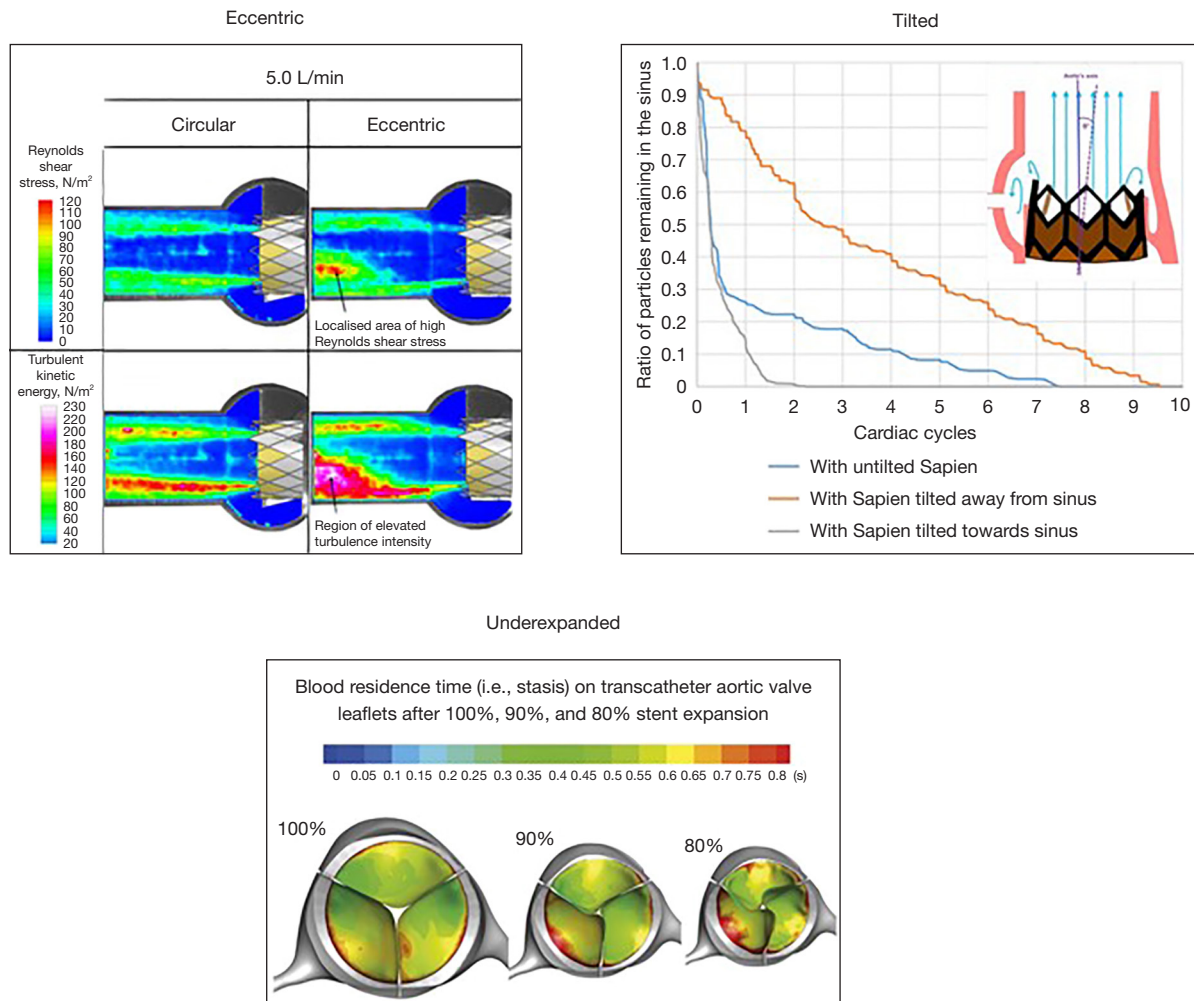 Eccentric
5.0 L/min
Circular
Eccentric
Reynolds
shear
stress, N/m²
120
110
100
90
80
70
60
50
40
30
20
10
0
Localised area of high
Reynolds shear stress
Turbulent
kinetic
energy, N/m²
230
220
200
180
160
140
120
100
80
60
40
20
Region of elevated
turbulence intensity
Tilted
Ratio of particles remaining in the sinus
1.0
0.9
0.8
0.7
0.6
0.5
0.4
0.3
0.2
0.1
0
0 1 2 3 4 5 6 7 8 9 10
Cardiac cycles
Aorta's axis
With untilted Sapien
With Sapien tilted away from sinus
With Sapien tilted towards sinus
Underexpanded
Blood residence time (i.e., stasis) on transcatheter aortic valve
leaflets after 100%, 90%, and 80% stent expansion
0 0.05 0.1 0.15 0.2 0.25 0.3 0.35 0.4 0.45 0.5 0.55 0.6 0.65 0.7 0.75 0.8 (s)
100%
90%
80%